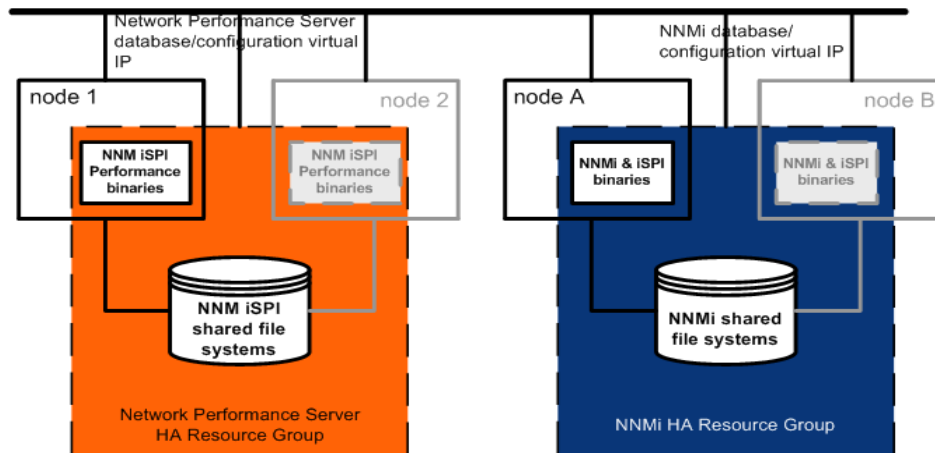 Network Performance Server
database/configuration virtual
IP
NNMi database/
configuration virtual IP
node 1
node 2
node A
node B
NNM iSPI
Performance
binaries
NNM iSPI
Performance
binaries
NNMi & iSPI
binaries
NNMi & iSPI
binaries
NNM iSPI
shared file
systems
NNMi shared
file systems
Network Performance Server
HA Resource Group
NNMi HA Resource Group